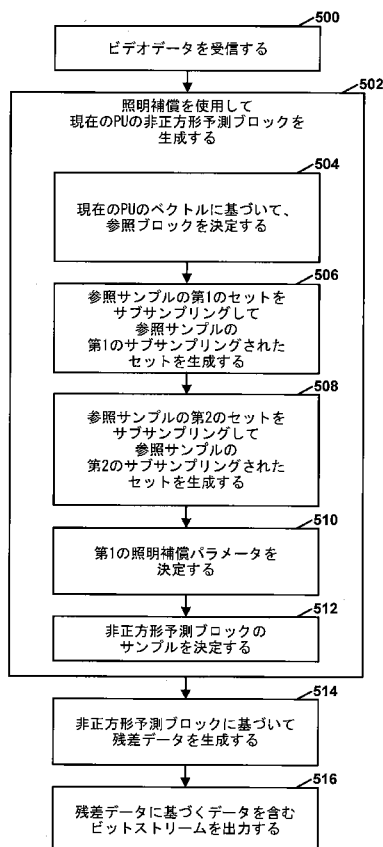 500
ビデオデータを受信する
502
照明補償を使用して
現在のPUの非正方形予測ブロックを
生成する
504
現在のPUのベクトルに基づいて、
参照ブロックを決定する
506
参照サンプルの第1のセットを
サブサンプリングして
参照サンプルの
第1のサブサンプリングされた
セットを生成する
508
参照サンプルの第2のセットを
サブサンプリングして
参照サンプルの
第2のサブサンプリングされた
セットを生成する
510
第1の照明補償パラメータを
決定する
512
非正方形予測ブロックの
サンプルを決定する
514
非正方形予測ブロックに基づいて
残差データを生成する
516
残差データに基づくデータを含む
ビットストリームを出力する